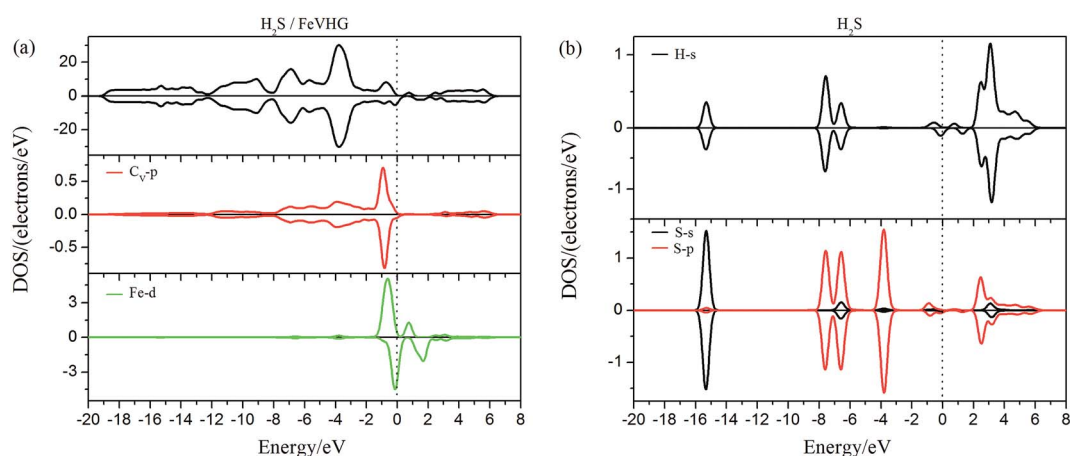 H₂S / FeVHG
(a)
20
0
-20
C_V-p
0.5
0.0
-0.5
Fe-d
3
0
-3
DOS/(electrons/eV)
-20 -18 -16 -14 -12 -10 -8 -6 -4 -2 0 2 4 6 8
Energy/eV
H₂S
(b)
H-s
1
0
-1
S-s
S-p
1
0
-1
DOS/(electrons/eV)
-20 -18 -16 -14 -12 -10 -8 -6 -4 -2 0 2 4 6 8
Energy/eV